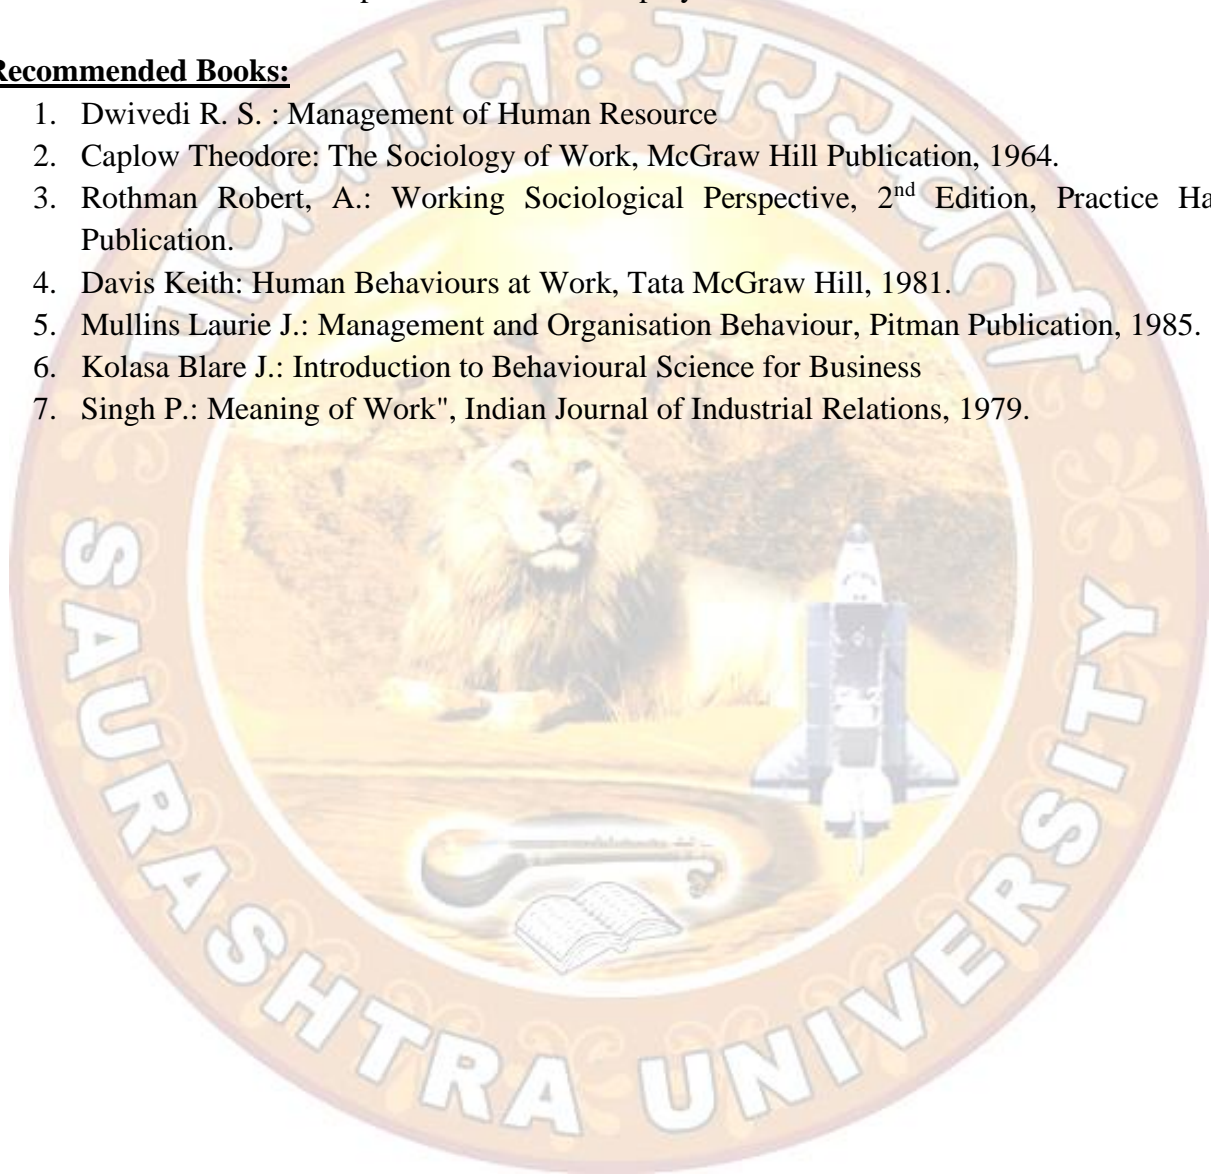 Recommended Books:
1. Dwivedi R. S. : Management of Human Resource
2. Caplow Theodore: The Sociology of Work, McGraw Hill Publication, 1964.
3. Rothman Robert, A.: Working Sociological Perspective, 2nd Edition, Practice
Publication.
4. Davis Keith: Human Behaviours at Work, Tata McGraw Hill, 1981.
5. Mullins Laurie J.: Management and Organisation Behaviour, Pitman Publication, 1985.
6. Kolasa Blare J.: Introduction to Behavioural Science for Business
7. Singh P.: Meaning of Work", Indian Journal of Industrial Relations, 1979.
पावका नः सरस्वती
SAURASHTRA UNIVERSITY